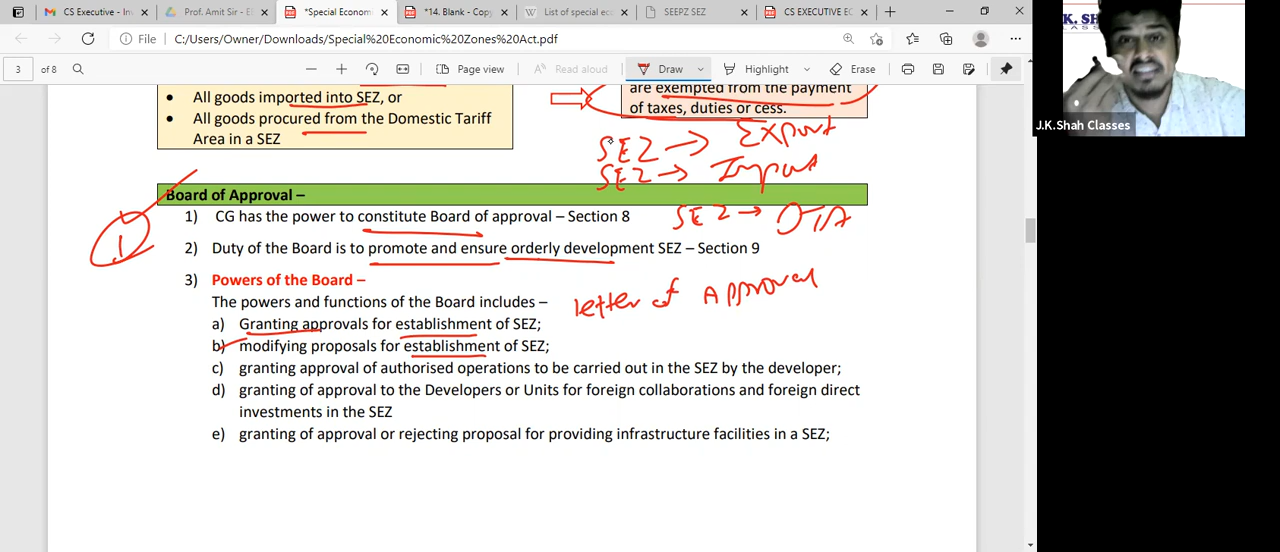 CS Executive - Inv
Prof. Amit Sir - E
*Special Econom
*14. Blank - Cop
List of special eco
SEEPZ SEZ
CS EXECUTIVE EC
File
C:/Users/Owner/Downloads/Special%20Economic%20Zones%20Act.pdf
3 of 8
Page view
Read aloud
Draw
Highlight
Erase
K. SH
J.K.Shah Classes
All goods imported into SEZ, or
All goods procured from the Domestic Tariff
Area in a SEZ
are exempted from the payment
of taxes, duties or cess.
SEZ → Export
SEZ → Import
SEZ → DTA
1
Board of Approval –
1) CG has the power to constitute Board of approval – Section 8
2) Duty of the Board is to promote and ensure orderly development SEZ – Section 9
3) Powers of the Board –
The powers and functions of the Board includes –
letter of Approval
a) Granting approvals for establishment of SEZ;
b) modifying proposals for establishment of SEZ;
c) granting approval of authorised operations to be carried out in the SEZ by the developer;
d) granting of approval to the Developers or Units for foreign collaborations and foreign direct
investments in the SEZ
e) granting of approval or rejecting proposal for providing infrastructure facilities in a SEZ;